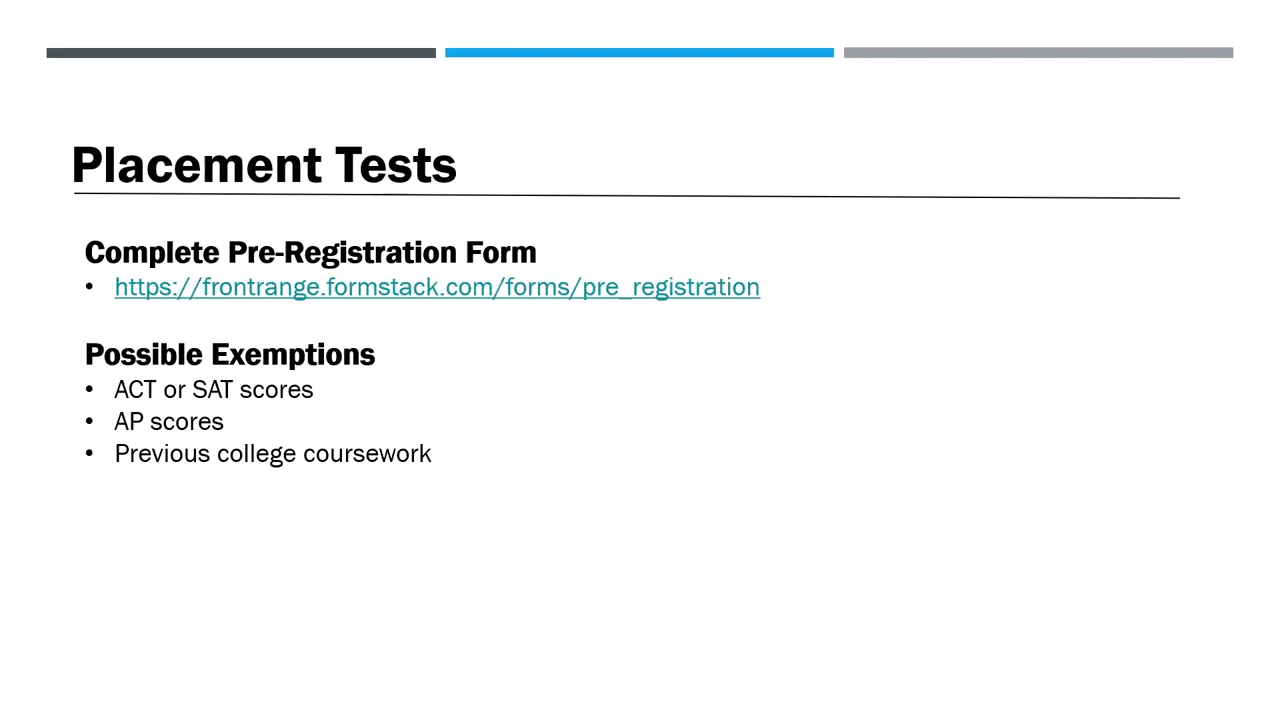 Placement Tests
Complete Pre-Registration Form
• https://frontrange.formstack.com/forms/pre_registration
Possible Exemptions
• ACT or SAT scores
• AP scores
• Previous college coursework